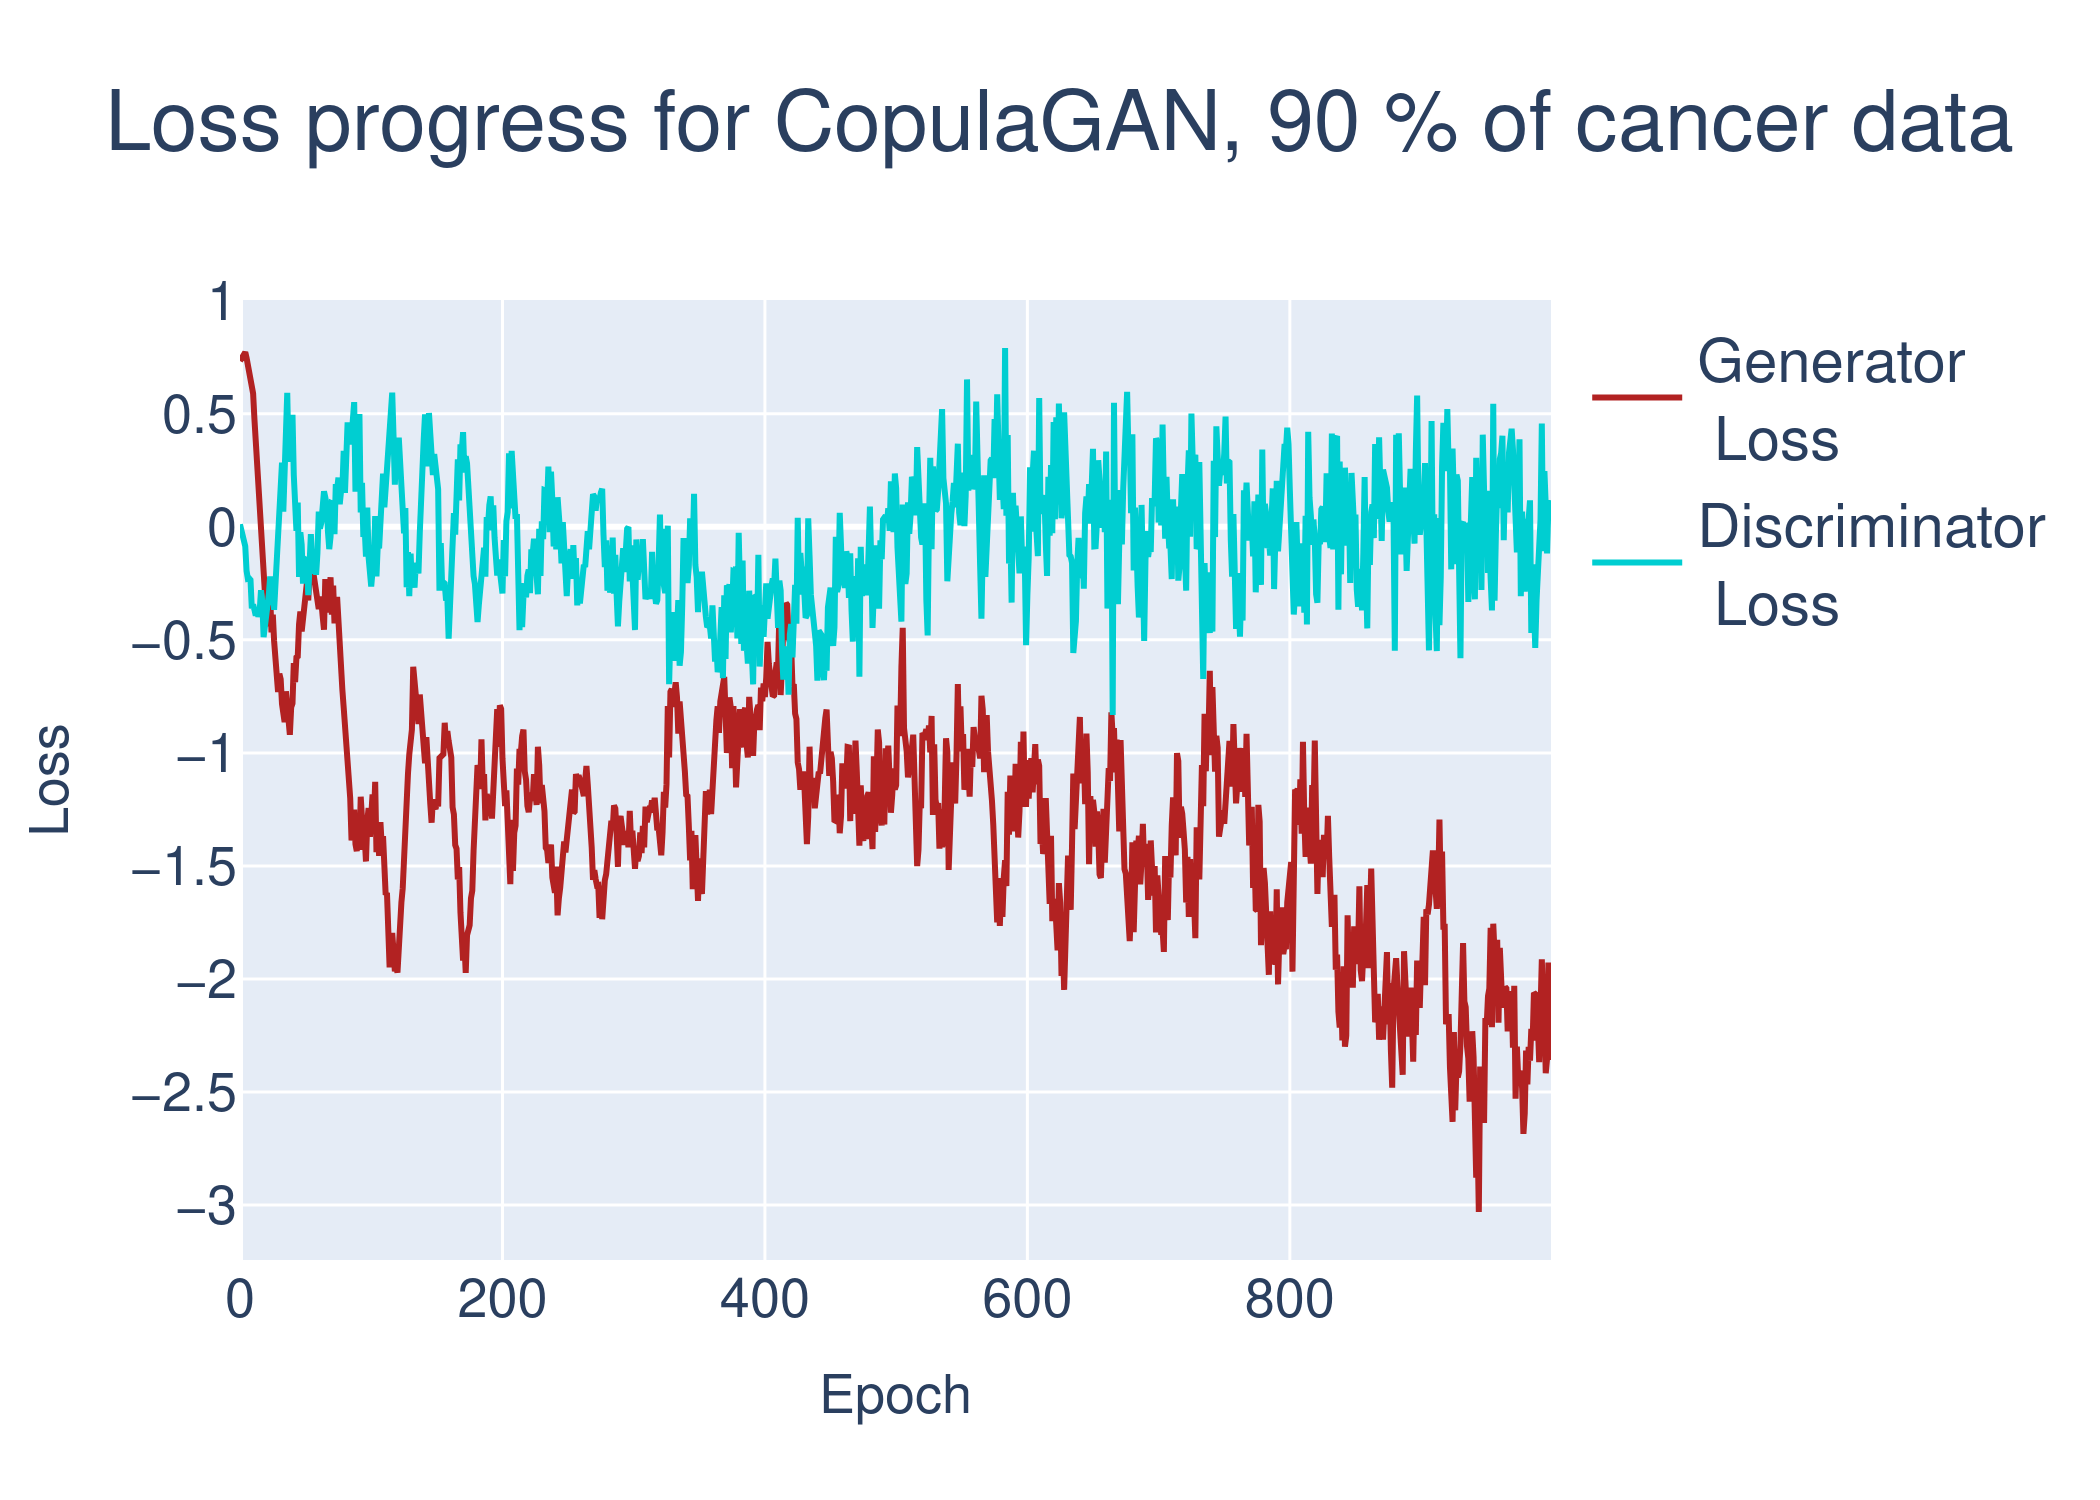 Loss progress for CopulaGAN, 90 % of cancer data
1
0.5
0
−0.5
−1
−1.5
−2
−2.5
−3
Loss
0 200 400 600 800
Epoch
Generator
Loss
Discriminator
Loss